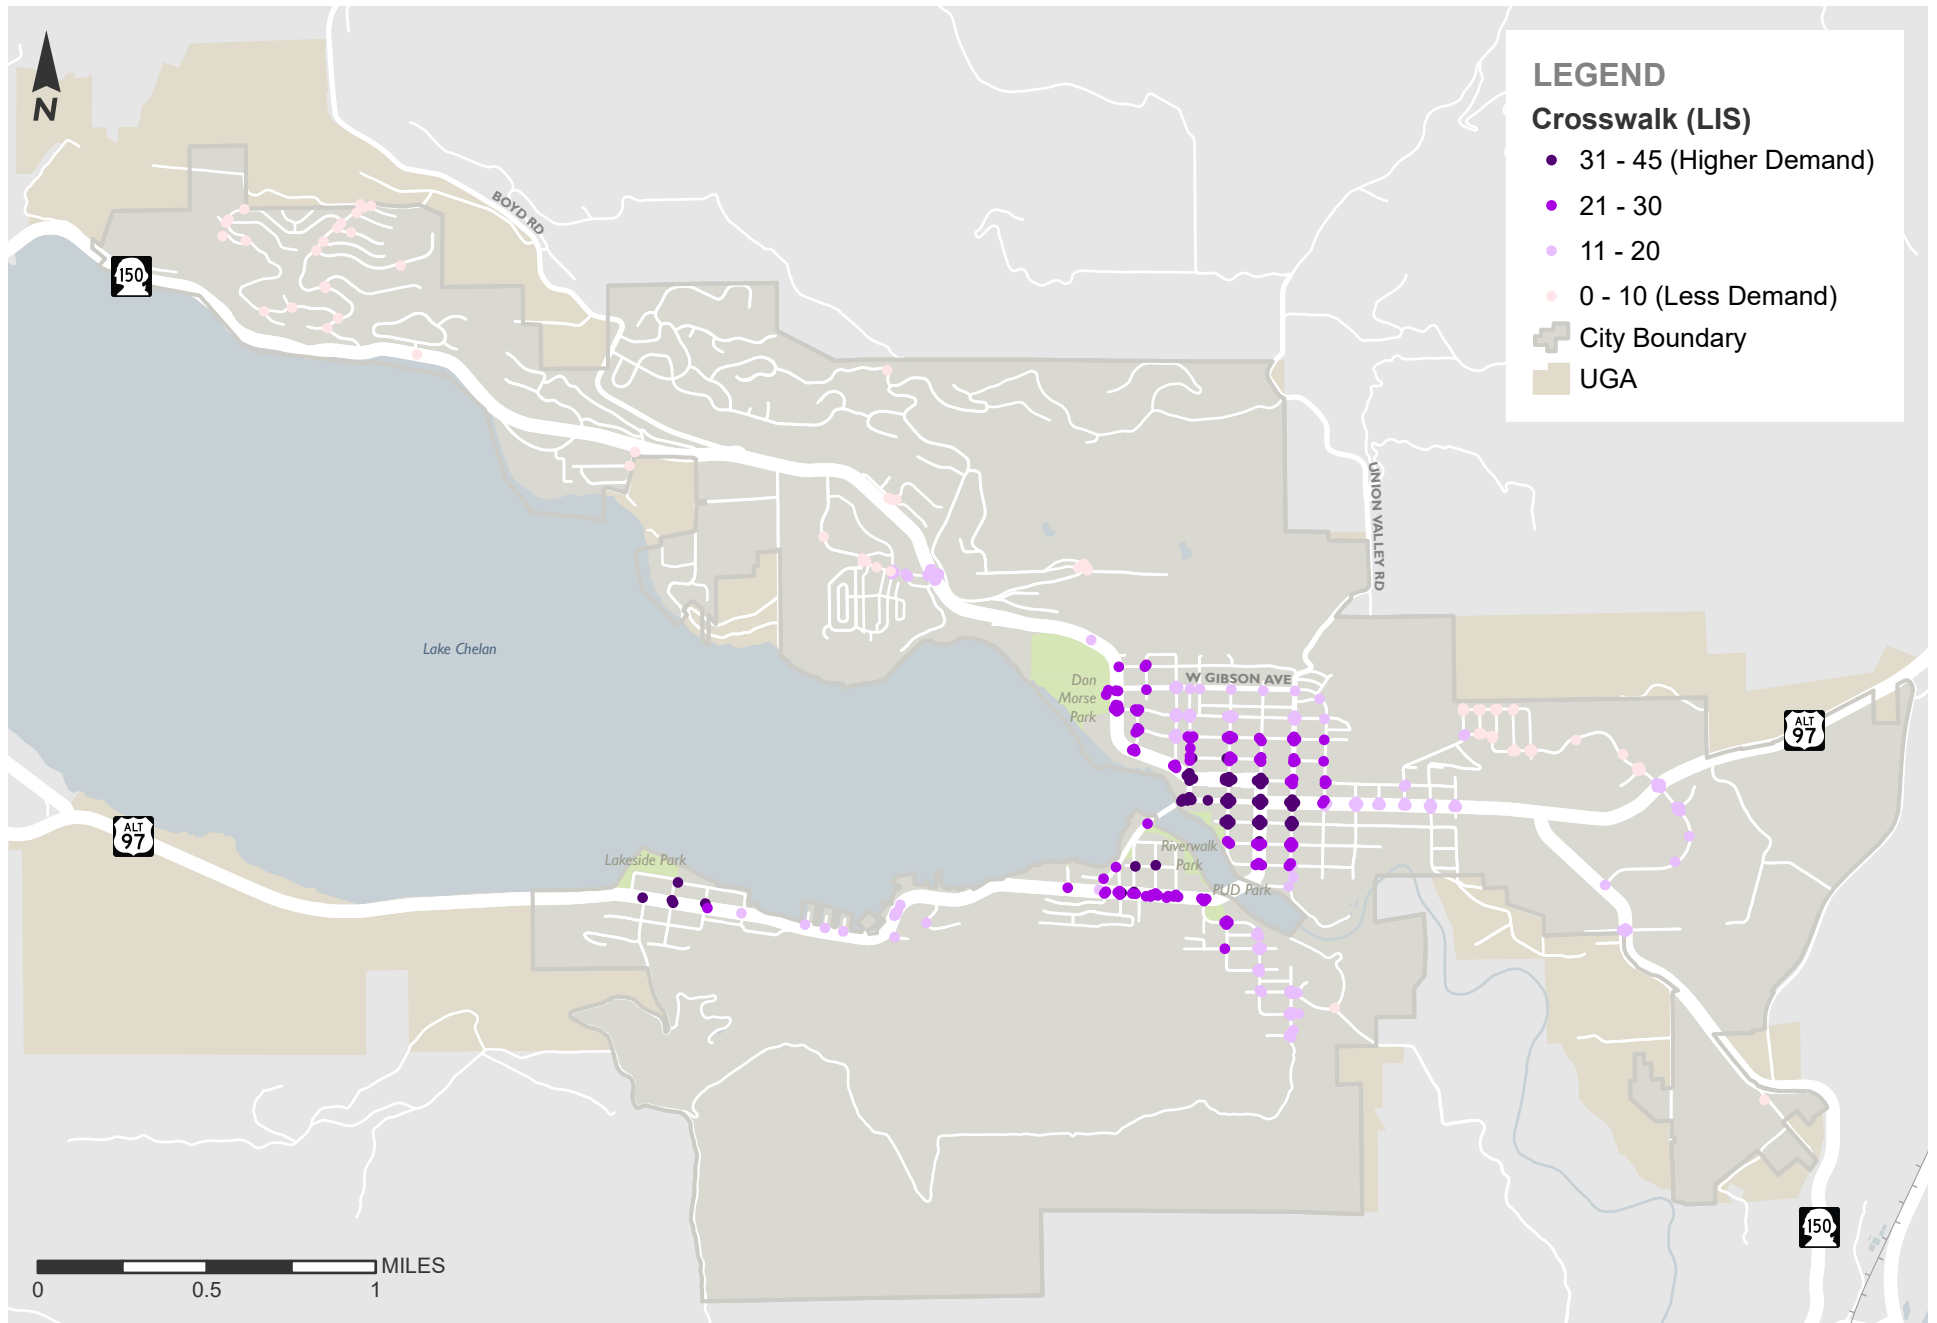 N
LEGEND
Crosswalk (LIS)
31 - 45 (Higher Demand)
21 - 30
11 - 20
0 - 10 (Less Demand)
City Boundary
UGA
BOYD RD
150
UNION VALLEY RD
Lake Chelan
Don
Morse
Park
W GIBSON AVE
ALT
97
ALT
97
Lakeside Park
Riverwalk
Park
PUD Park
150
MILES
0
0.5
1